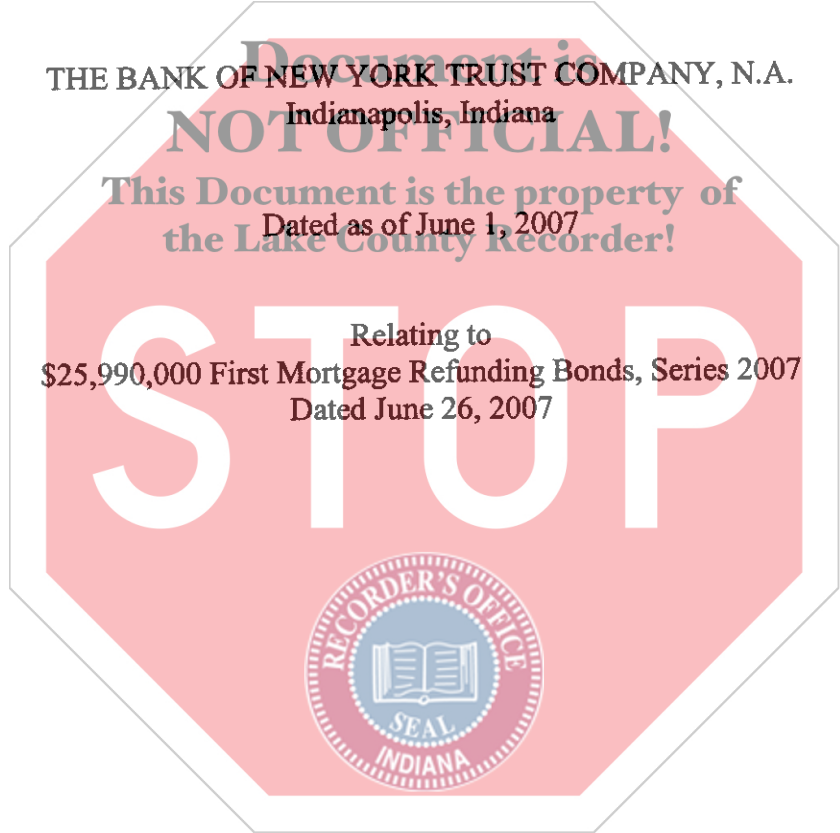 Document is
THE BANK OF NEW YORK TRUST COMPANY, N.A.
Indianapolis, Indiana
NOT OFFICIAL!
This Document is the property of
Dated as of June 1, 2007
the Lake County Recorder!
Relating to
$25,990,000 First Mortgage Refunding Bonds, Series 2007
Dated June 26, 2007
STOP
RECORDER'S OFFICE
SEAL
INDIANA